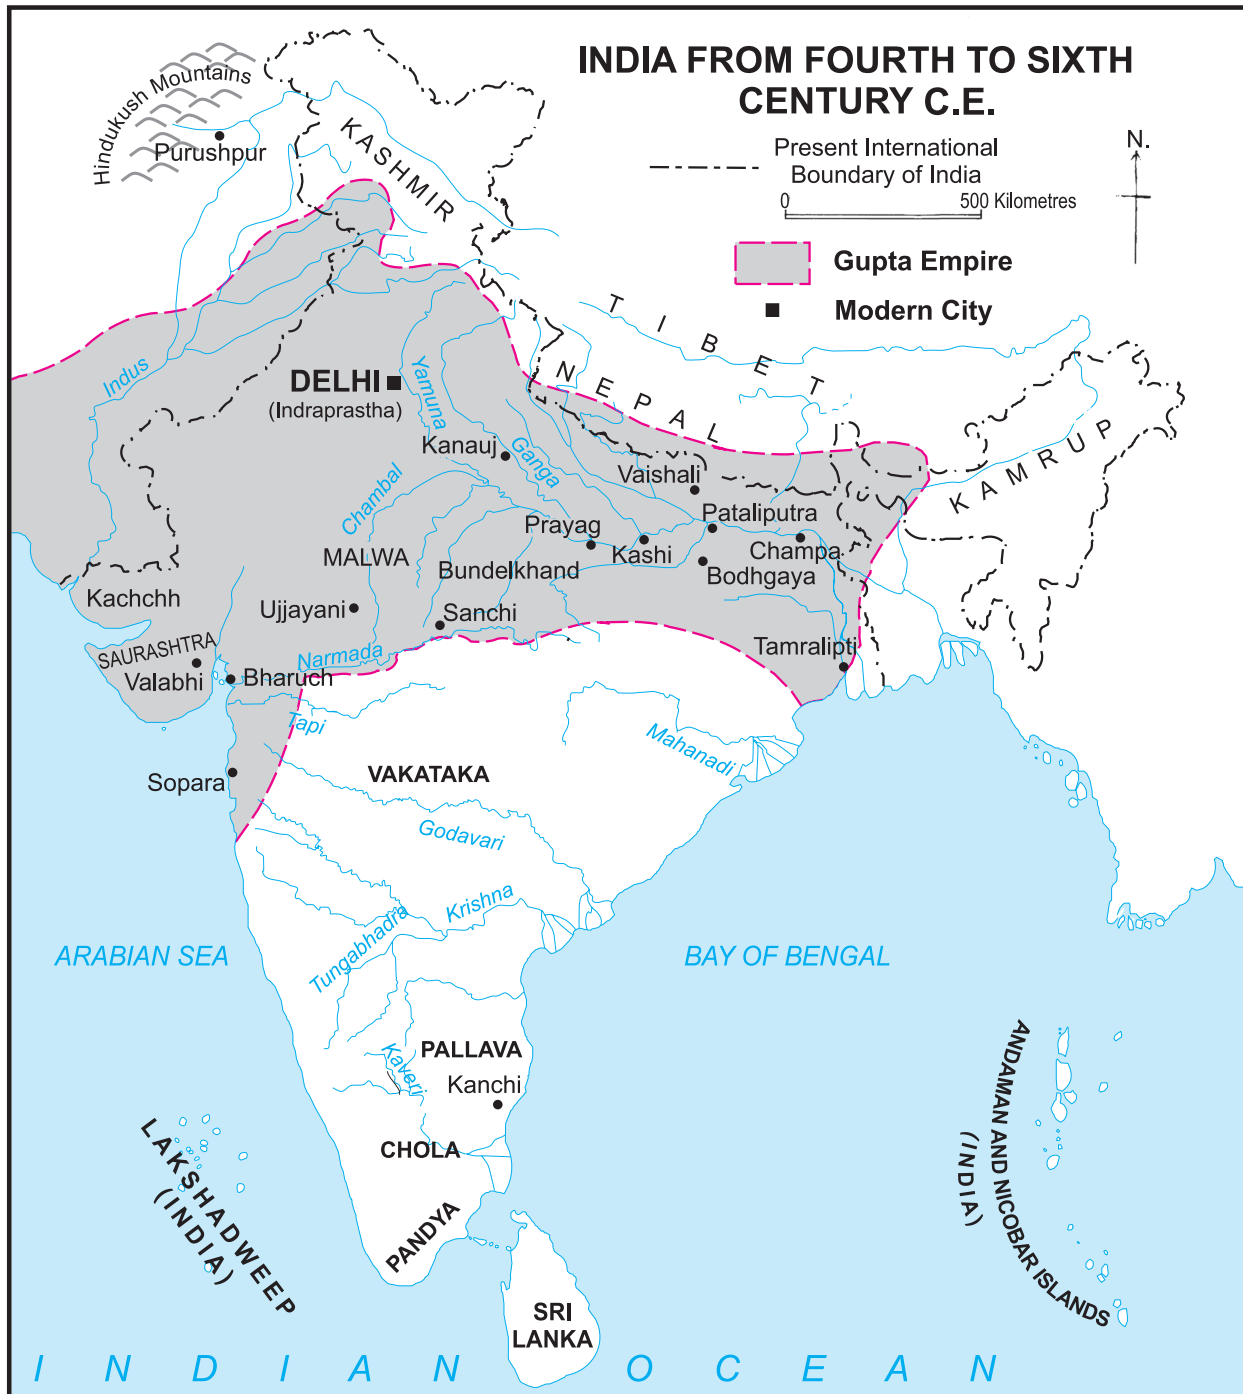 INDIA FROM FOURTH TO SIXTH
CENTURY C.E.
Present International
Boundary of India
0 500 Kilometres
N.
Gupta Empire
Modern City
Hindukush Mountains
Purushpur
KASHMIR
TIBET
NEPAL
KAMRUP
Indus
DELHI
(Indraprastha)
Yamuna
Kanauj
Ganga
Vaishali
Chambal
Pataliputra
Prayag
Kashi
Champa
MALWA
Bundelkhand
Bodhgaya
Kachchh
Ujjayani
Sanchi
SAURASHTRA
Narmada
Tamralipti
Valabhi
Bharuch
Tapi
Mahanadi
Sopara
VAKATAKA
Godavari
Krishna
Tungabhadra
ARABIAN SEA
BAY OF BENGAL
PALLAVA
Kaveri
Kanchi
CHOLA
PANDYA
LAKSHADWEEP
(INDIA)
ANDAMAN AND NICOBAR ISLANDS
(INDIA)
SRI
LANKA
INDIAN OCEAN